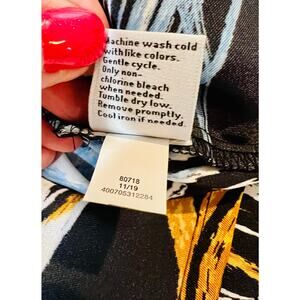 Machine wash cold
with like colors.
Gentle cycle.
Only non-
chlorine bleach
when needed.
Tumble dry low.
Remove promptly.
Cool iron if needed.
80718
11/19
400705312284